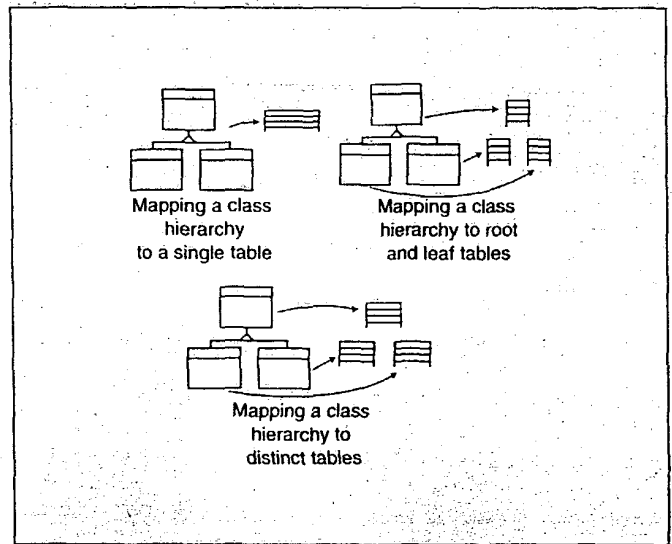 Mapping a class
hierarchy
to a single table
Mapping a class
hierarchy to root
and leaf tables
Mapping a class
hierarchy to
distinct tables